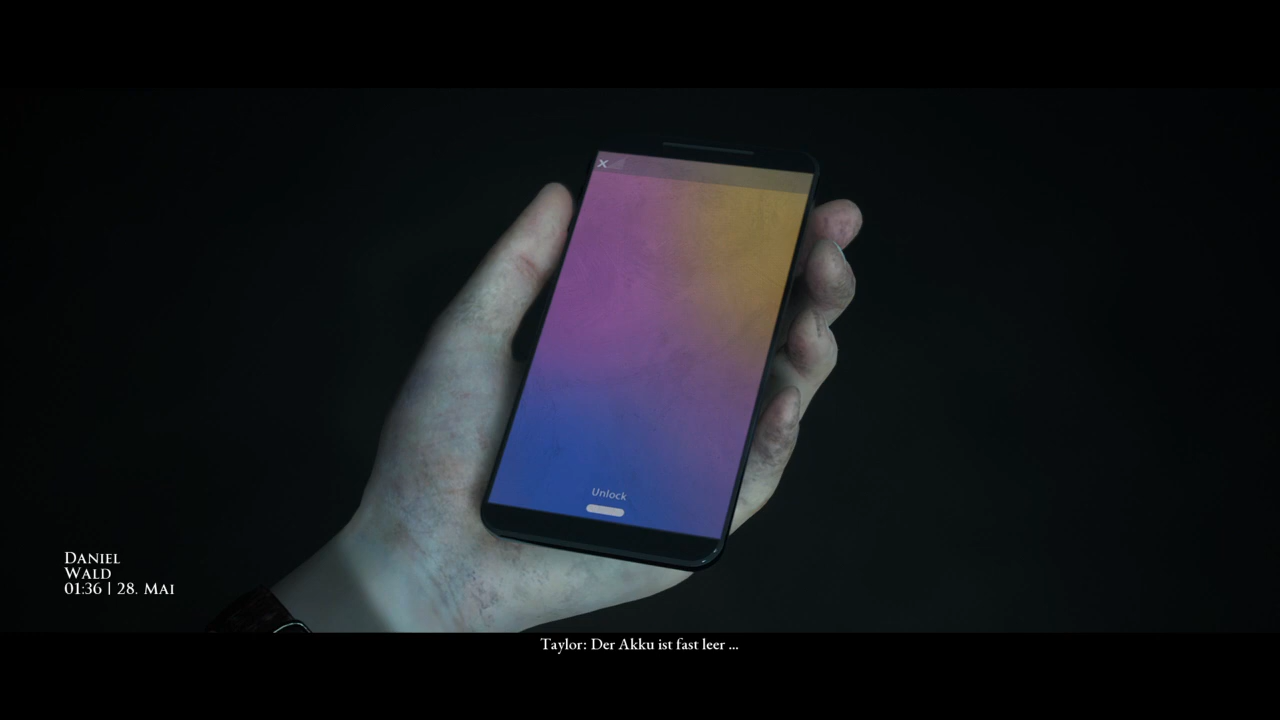 Unlock
Daniel
Wald
01:36 | 28. Mai
Taylor: Der Akku ist fast leer ...